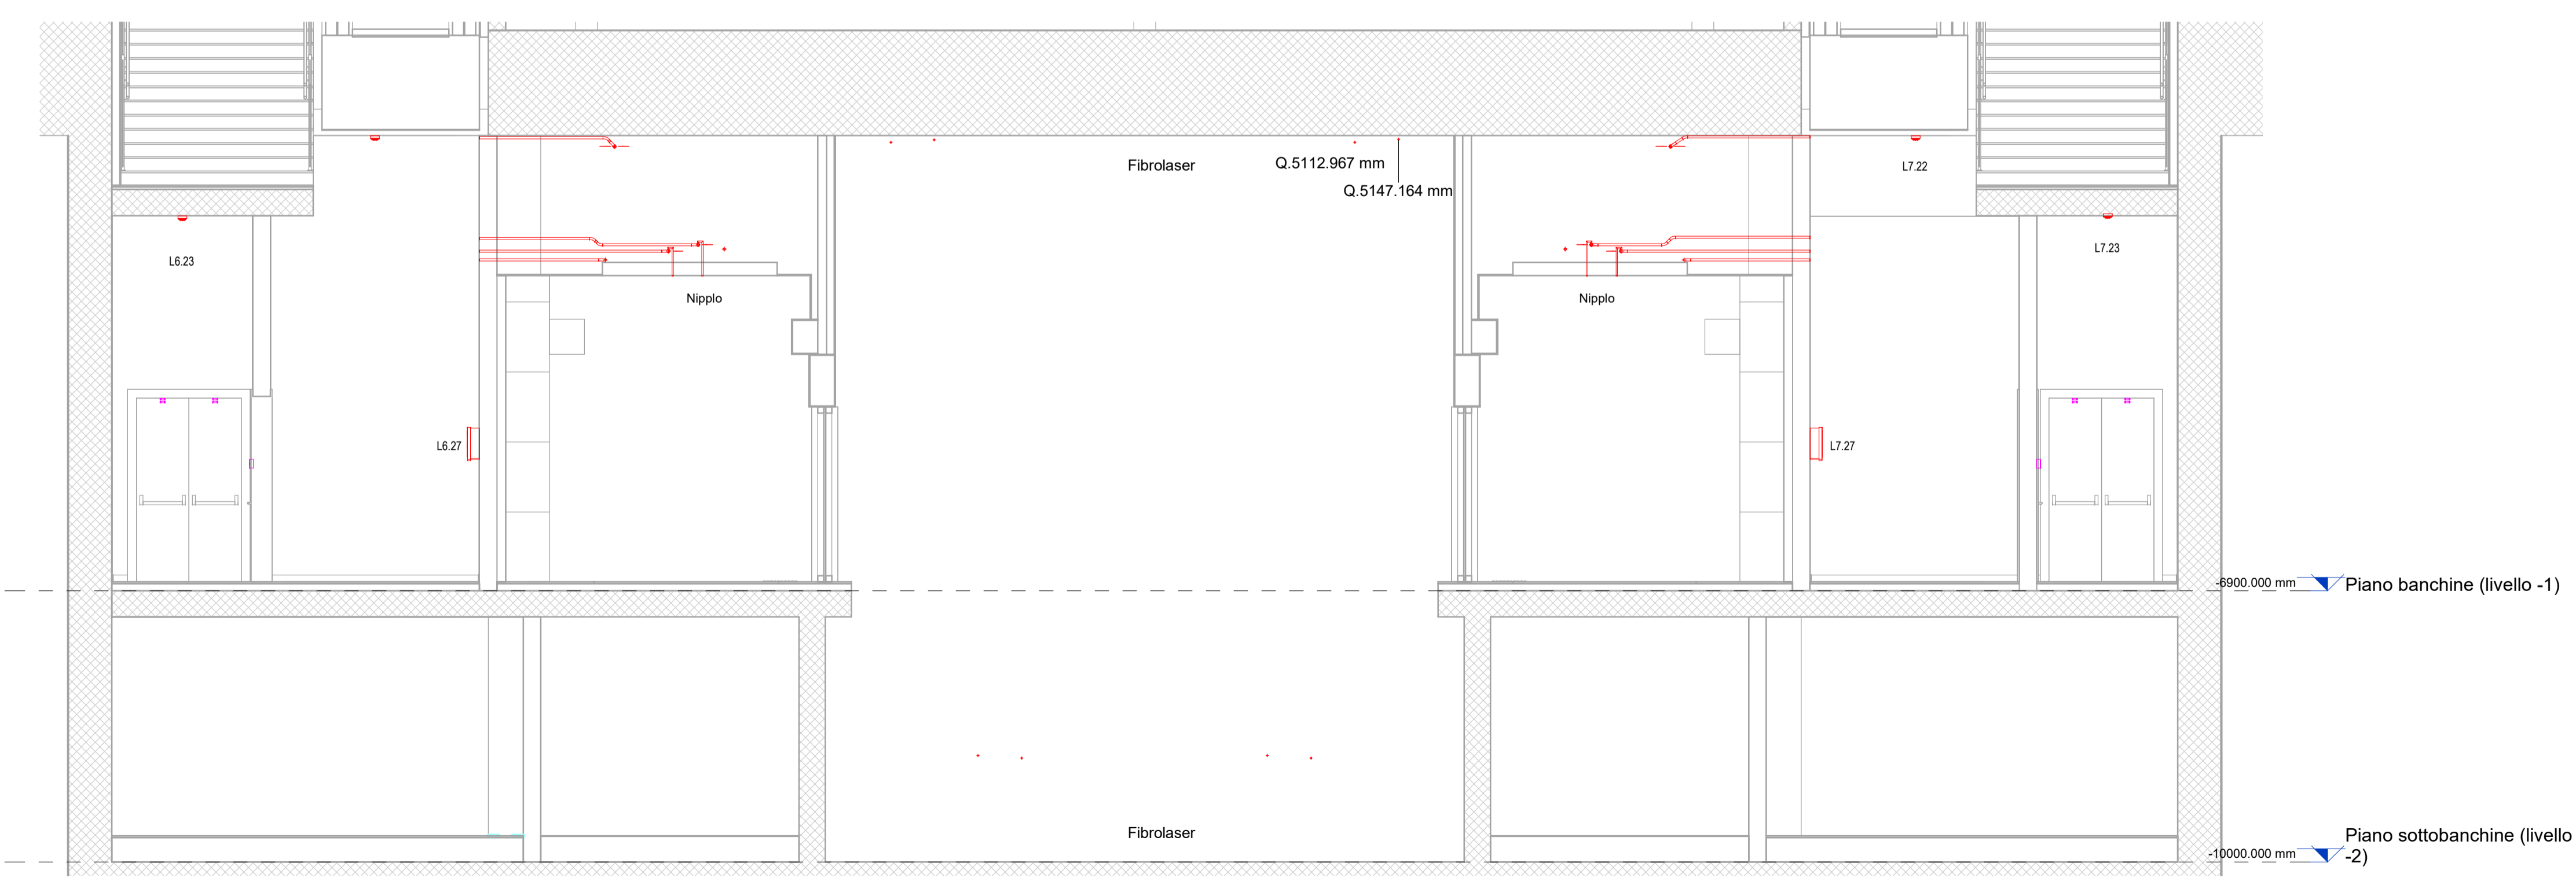 Fibrolaser
Q.5112.967 mm
L7.22
Q.5147.164 mm
L6.23
L7.23
Nipplo
Nipplo
L6.27
L7.27
-6900.000 mm
Piano banchine (livello -1)
Fibrolaser
Piano sottobanchine (livello
-10000.000 mm
-2)